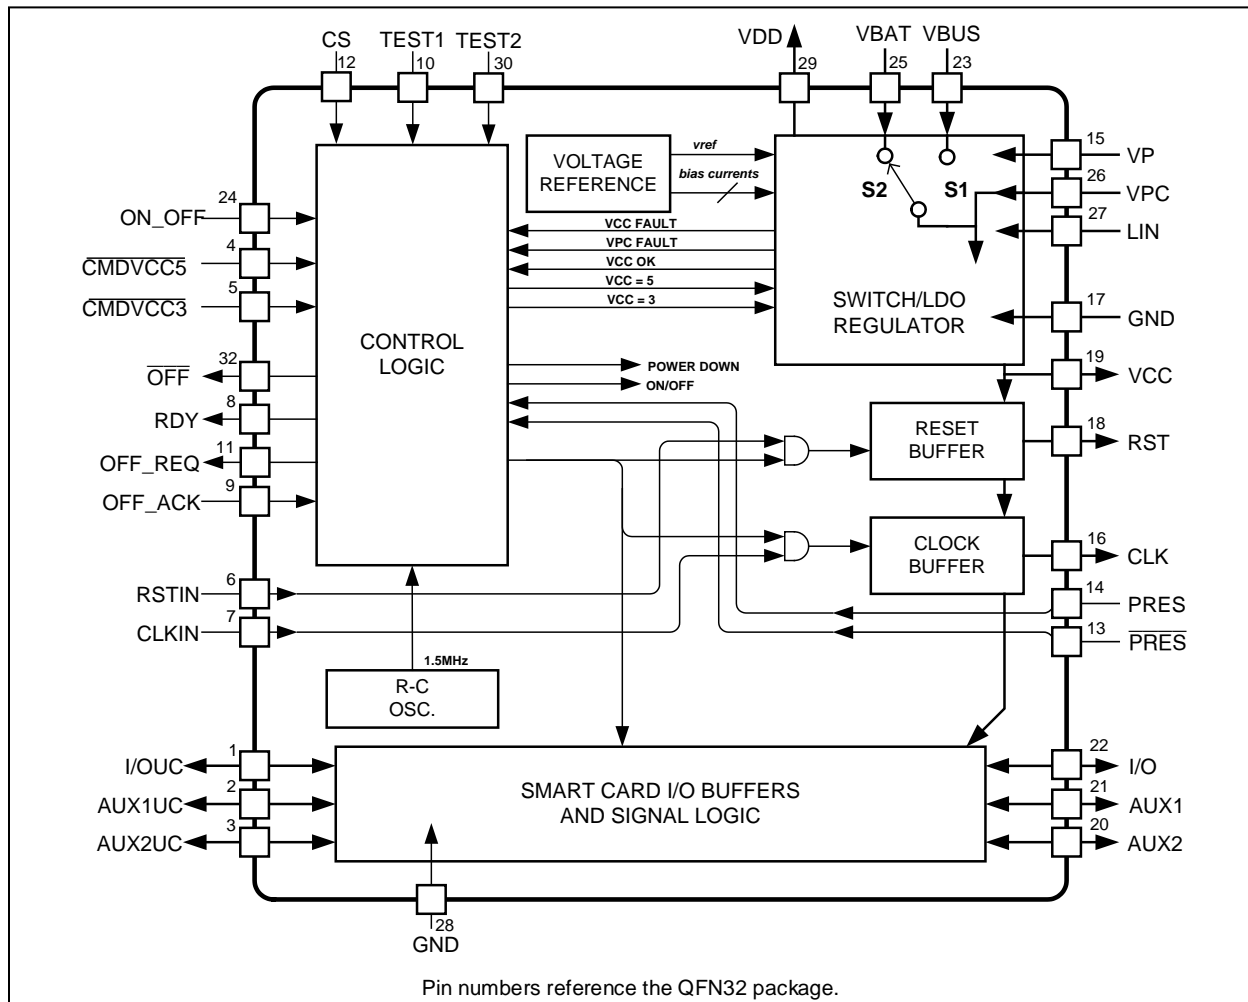 CS
TEST1
TEST2
VDD
VBAT
VBUS
12
10
30
29
25
23
VOLTAGE
REFERENCE
vref
bias currents
S2
S1
SWITCH/LDO
REGULATOR
15
VP
26
VPC
27
LIN
17
GND
19
VCC
24
ON_OFF
4
CMDVCC5
5
CMDVCC3
32
OFF
8
RDY
11
OFF_REQ
9
OFF_ACK
6
RSTIN
7
CLKIN
CONTROL
LOGIC
VCC FAULT
VPC FAULT
VCC OK
VCC = 5
VCC = 3
POWER DOWN
ON/OFF
RESET
BUFFER
18
RST
CLOCK
BUFFER
16
CLK
14
PRES
13
PRES
1.5MHz
R-C
OSC.
1
I/OUC
2
AUX1UC
3
AUX2UC
SMART CARD I/O BUFFERS
AND SIGNAL LOGIC
22
I/O
21
AUX1
20
AUX2
28
GND
Pin numbers reference the QFN32 package.